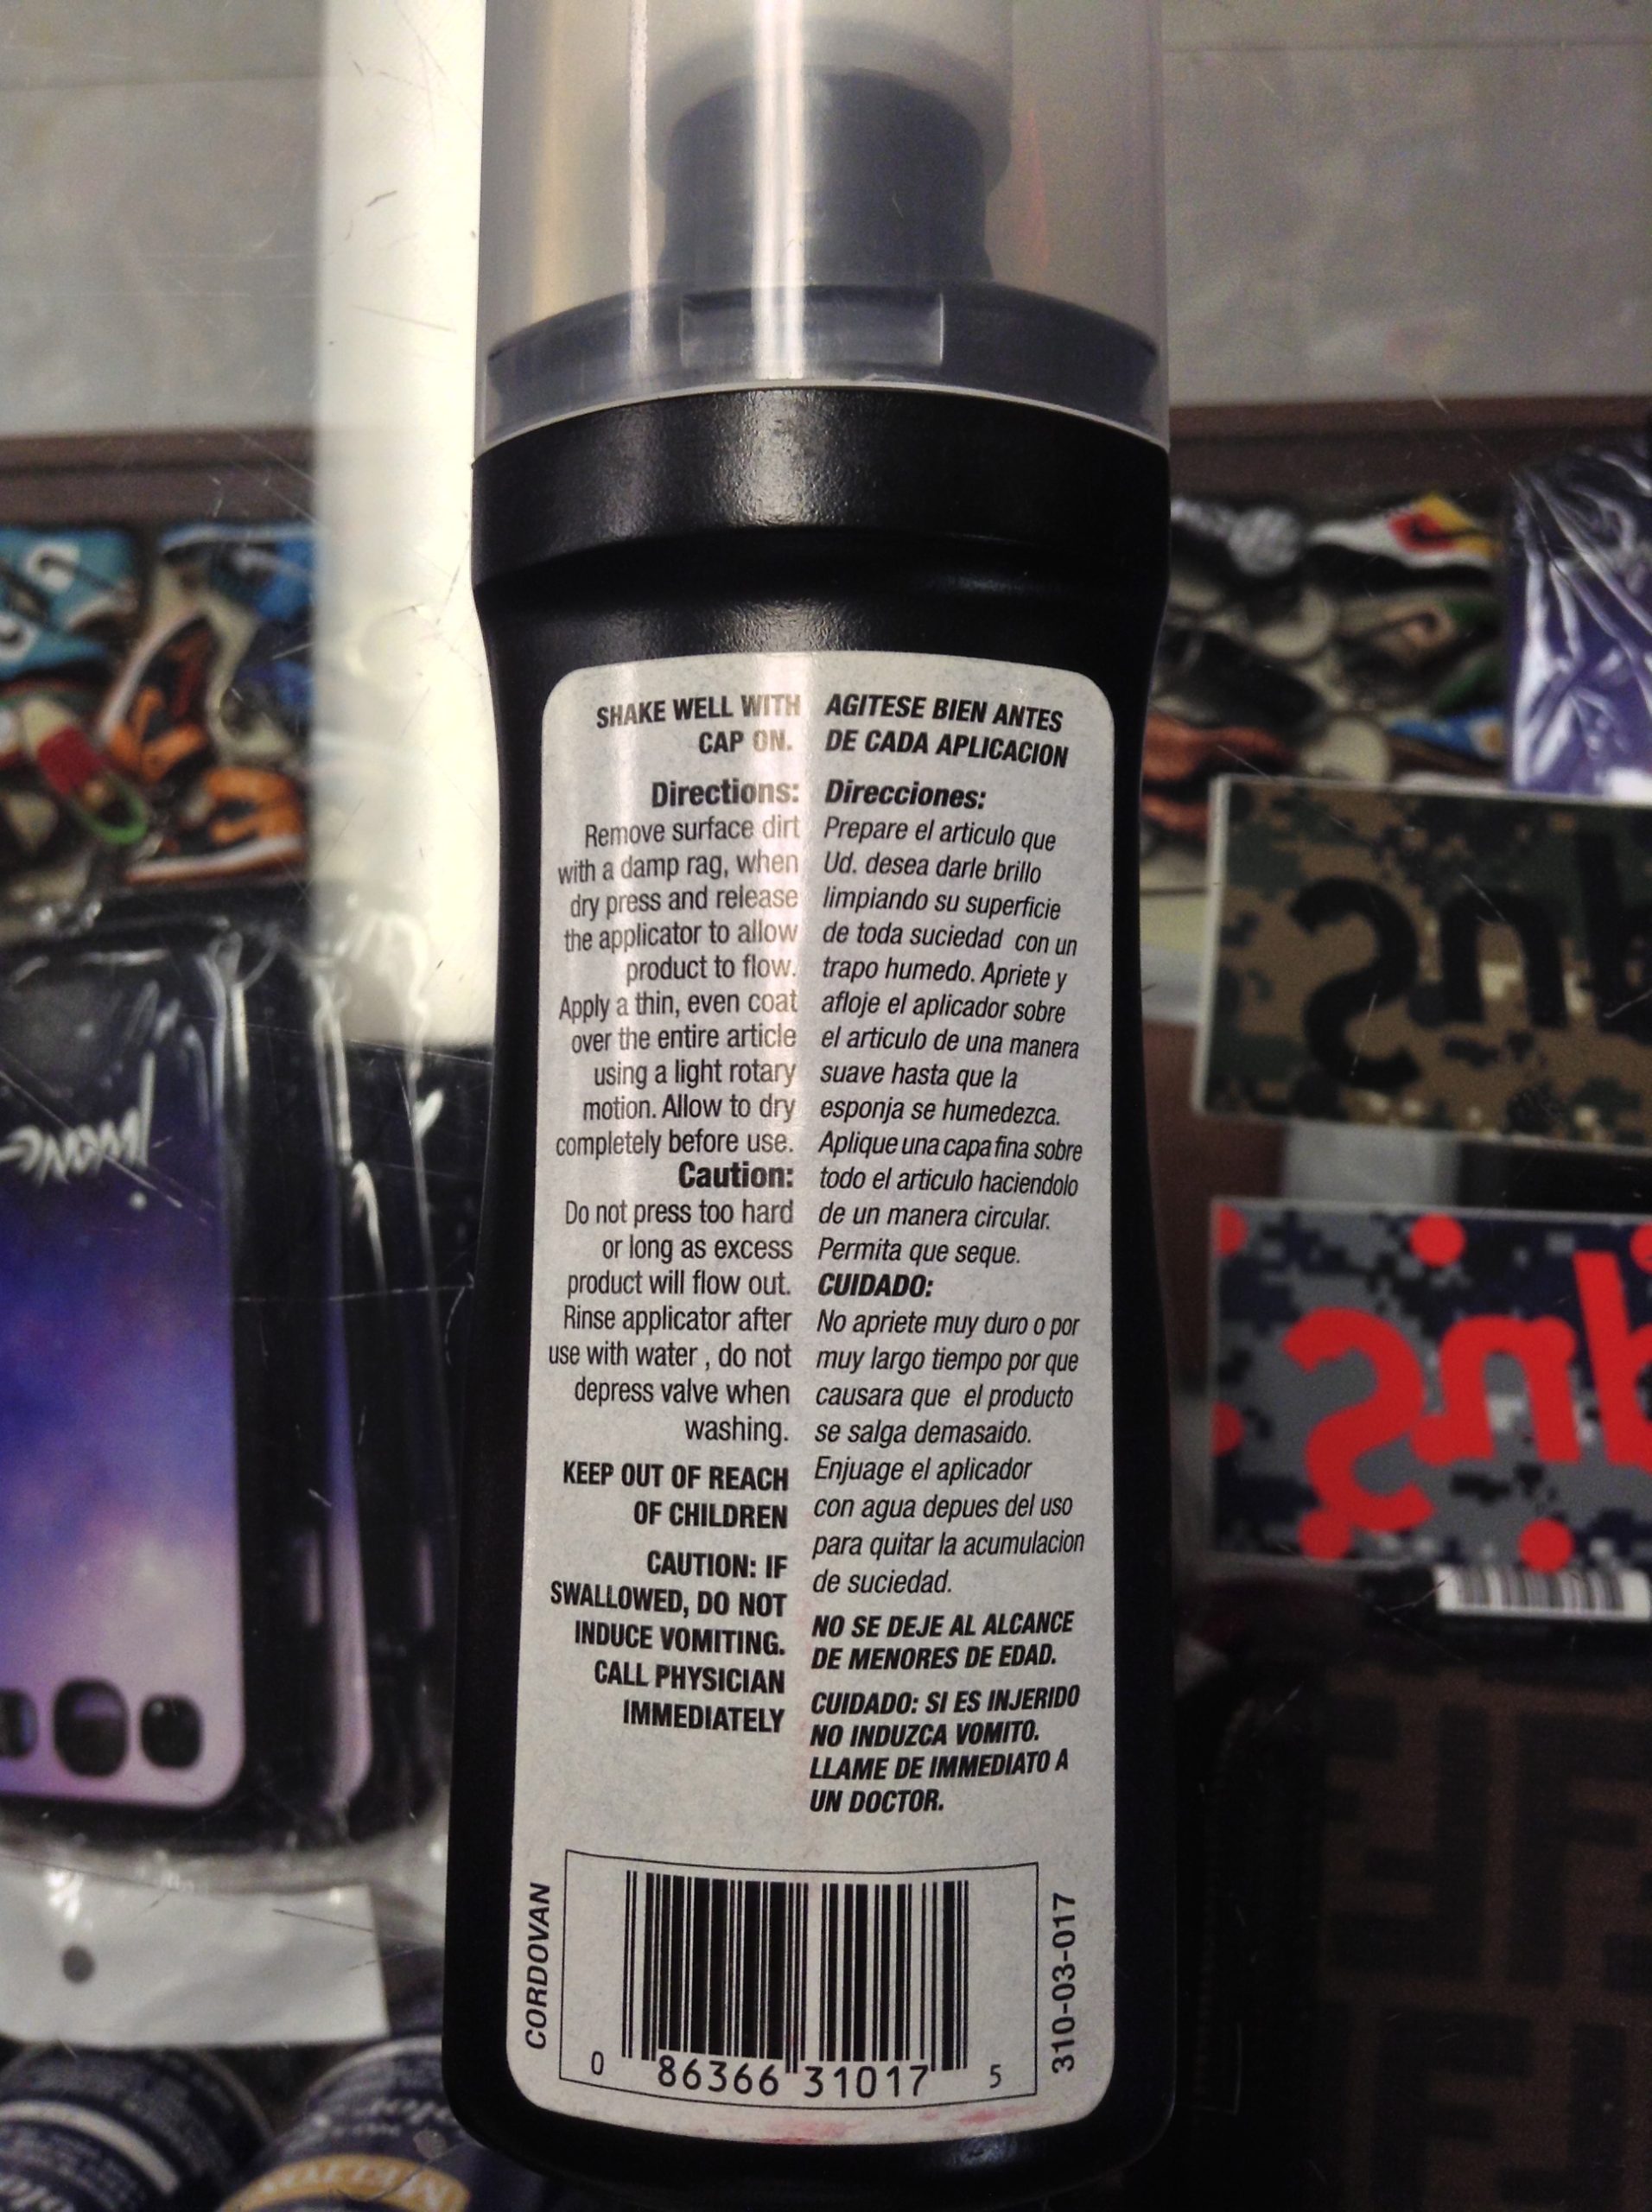 SHAKE WELL WITH
CAP ON.
Directions:
Remove surface dirt
with a damp rag, when
dry press and release
the applicator to allow
product to flow.
Apply a thin, even coat
over the entire article
using a light rotary
motion. Allow to dry
completely before use.
Caution:
Do not press too hard
or long as excess
product will flow out.
Rinse applicator after
use with water , do not
depress valve when
washing.
KEEP OUT OF REACH
OF CHILDREN
CAUTION: IF
SWALLOWED, DO NOT
INDUCE VOMITING.
CALL PHYSICIAN
IMMEDIATELY
AGITESE BIEN ANTES
DE CADA APLICACION
Direcciones:
Prepare el articulo que
Ud. desea darle brillo
limpiando su superficie
de toda suciedad con un
trapo humedo. Apriete y
afloje el aplicador sobre
el articulo de una manera
suave hasta que la
esponja se humedezca.
Aplique una capa fina sobre
todo el articulo haciendolo
de un manera circular.
Permita que seque.
CUIDADO:
No apriete muy duro o por
muy largo tiempo por que
causara que el producto
se salga demasaido.
Enjuage el aplicador
con agua depues del uso
para quitar la acumulacion
de suciedad.
NO SE DEJE AL ALCANCE
DE MENORES DE EDAD.
CUIDADO: SI ES INJERIDO
NO INDUZCA VOMITO.
LLAME DE IMMEDIATO A
UN DOCTOR.
CORDOVAN
0 86366 31017 5
310-03-017